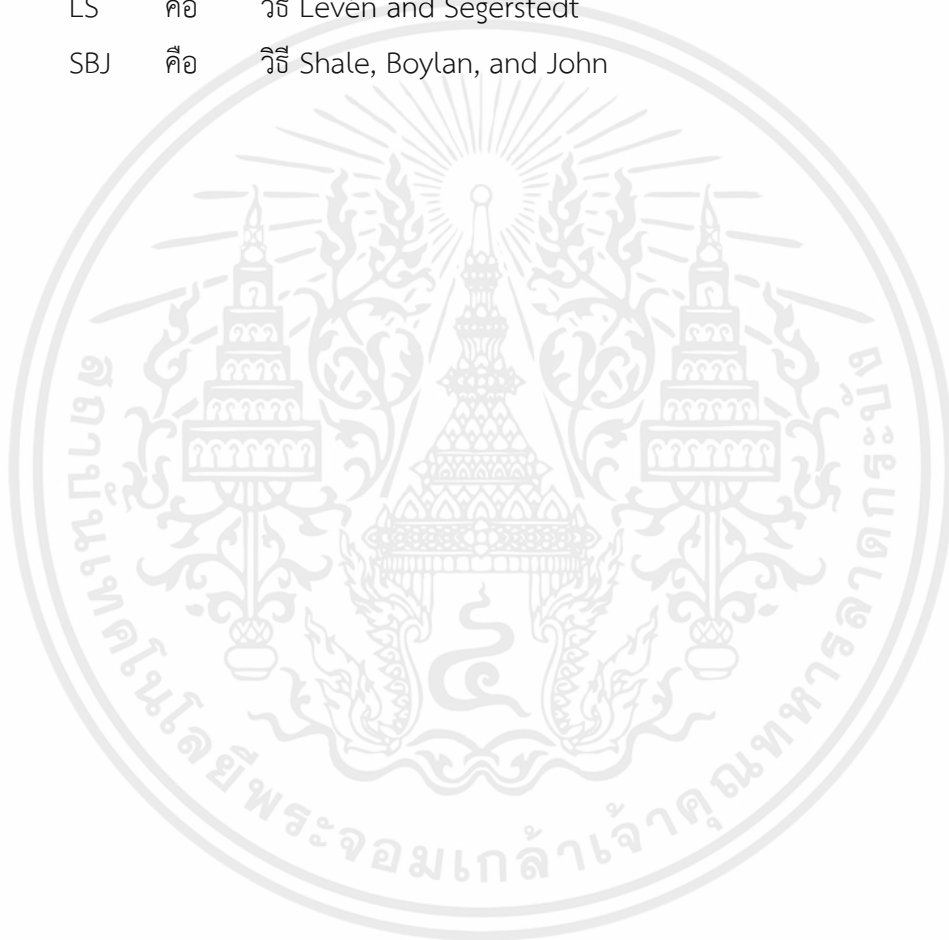 LS คือ วิธี Leven and Segerstedt
SBJ คือ วิธี Shale, Boylan, and John
สถาบันเทคโนโลยีพระจอมเกล้าเจ้าคุณทหารลาดกระบัง